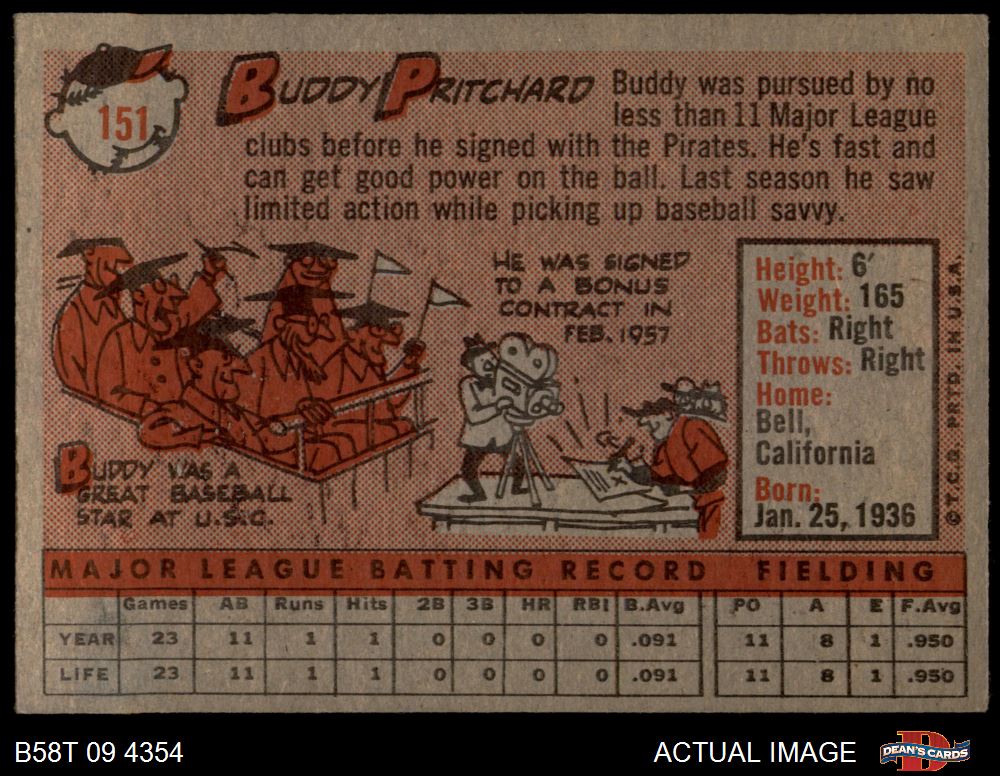 151
BUDDY PRITCHARD
Buddy was pursued by no
less than 11 Major League
clubs before he signed with the Pirates. He's fast and
can get good power on the ball. Last season he saw
limited action while picking up baseball savvy.
HE WAS SIGNED
TO A BONUS
CONTRACT IN
FEB. 1957
BUDDY WAS A
GREAT BASEBALL
STAR AT U.S.C.
Height: 6'
Weight: 165
Bats: Right
Throws: Right
Home:
Bell,
California
Born:
Jan. 25, 1936
© T.C.G. PRTD. IN U.S.A.
MAJOR LEAGUE BATTING RECORD FIELDING
Games AB Runs Hits 2B 3B HR RBI B.Avg PO A E F.Avg
YEAR 23 11 1 1 0 0 0 0 .091 11 8 1 .950
LIFE 23 11 1 1 0 0 0 0 .091 11 8 1 .950
B58T 09 4354
ACTUAL IMAGE
DEAN'S CARDS